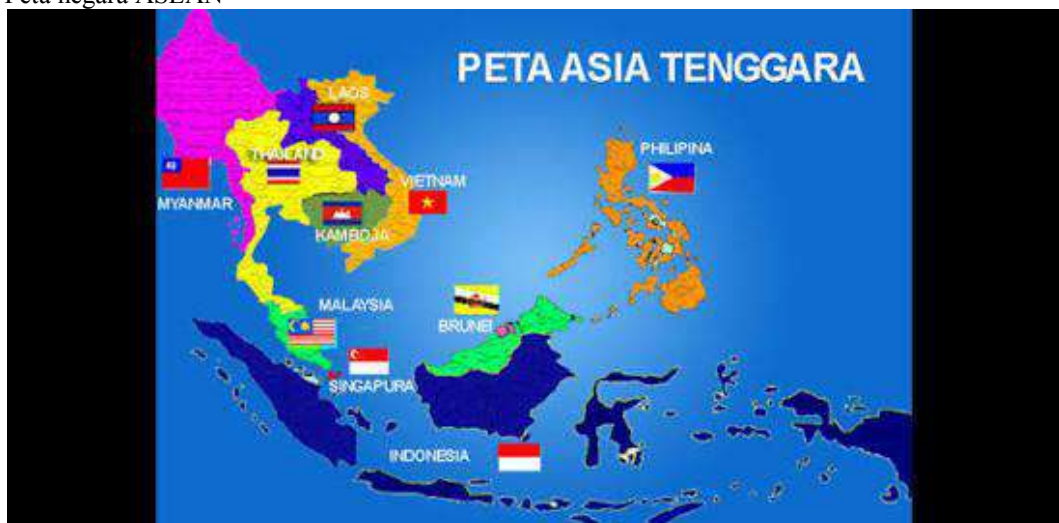 Peta negara ASEAN
PETA ASIA TENGGARA
LAOS
PHILIPINA
THAILAND
VIETNAM
MYANMAR
KAMBOJA
MALAYSIA
BRUNEI
SINGAPURA
INDONESIA